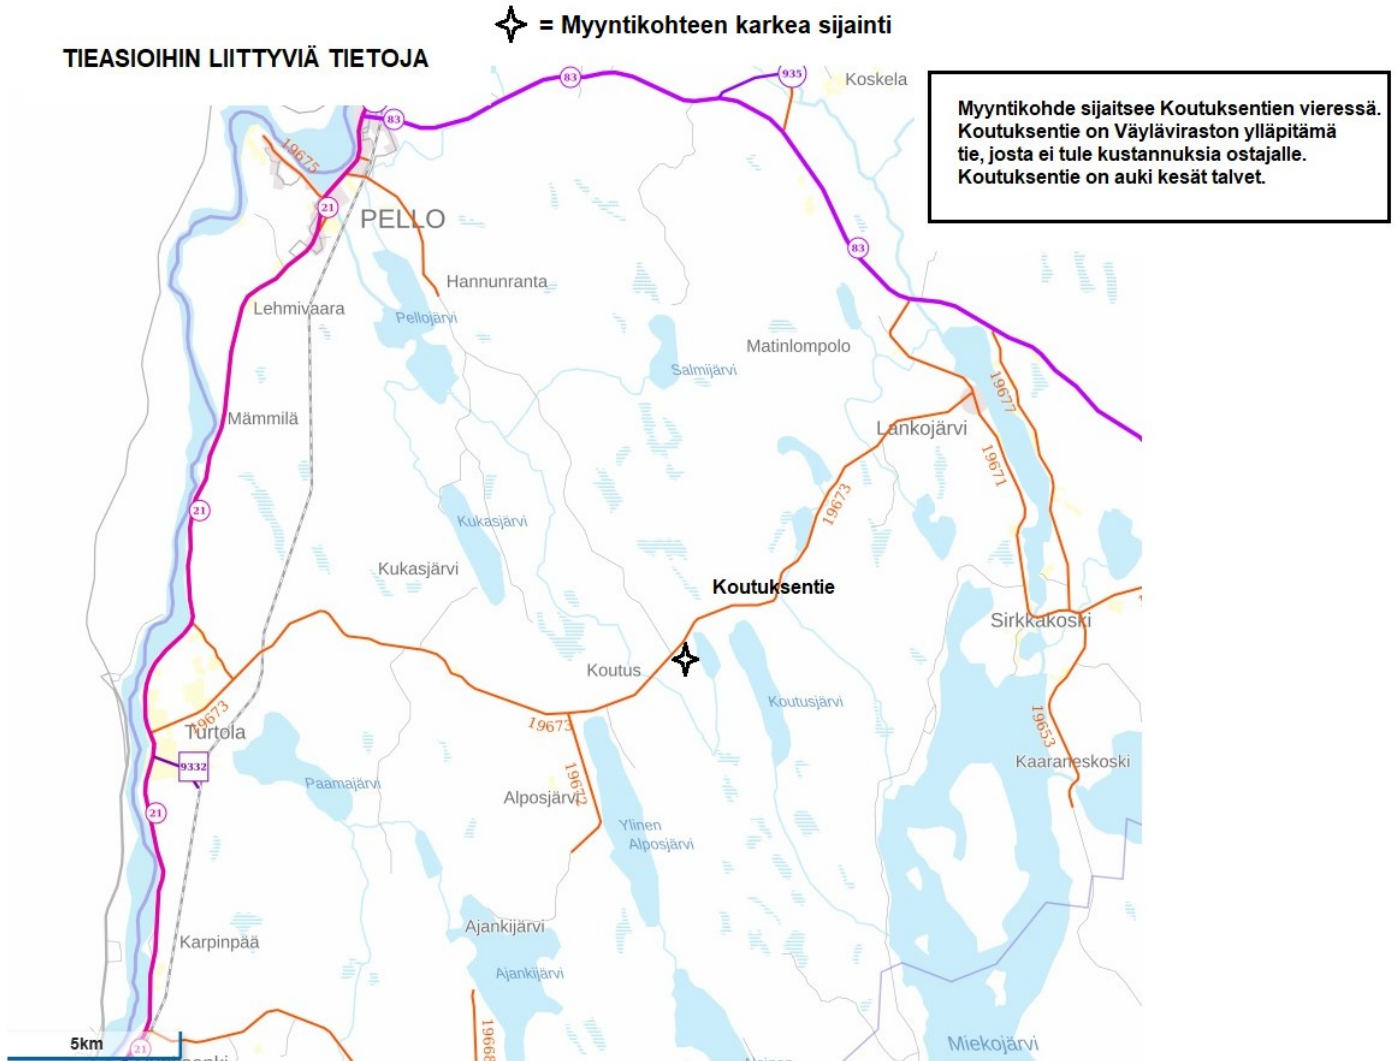 = Myyntikohteen karkea sijainti
TIEASIOIHIN LIITTYVIÄ TIETOJA
Myyntikohde sijaitsee Koutuksentien vieressä.
Koutuksentie on Väyläviraston ylläpitämä
tie, josta ei tule kustannuksia ostajalle.
Koutuksentie on auki kesät talvet.
83
935
Koskela
83
19675
21
PELLO
83
Hannunranta
Lehmivaara
Pellojärvi
Matinlompolo
Salmijärvi
19677
Mämmilä
Lankojärvi
19671
19673
21
Kukasjärvi
Kukasjärvi
Koutuksentie
Sirkkakoski
Koutus
Koutusjärvi
19673
19673
Turtola
19653
9332
Kaaraneskoski
Paamajärvi
19672
Alposjärvi
21
Ylinen
Alposjärvi
Ajankijärvi
Karpinpää
Ajankijärvi
19668
5km
21
Miekojärvi